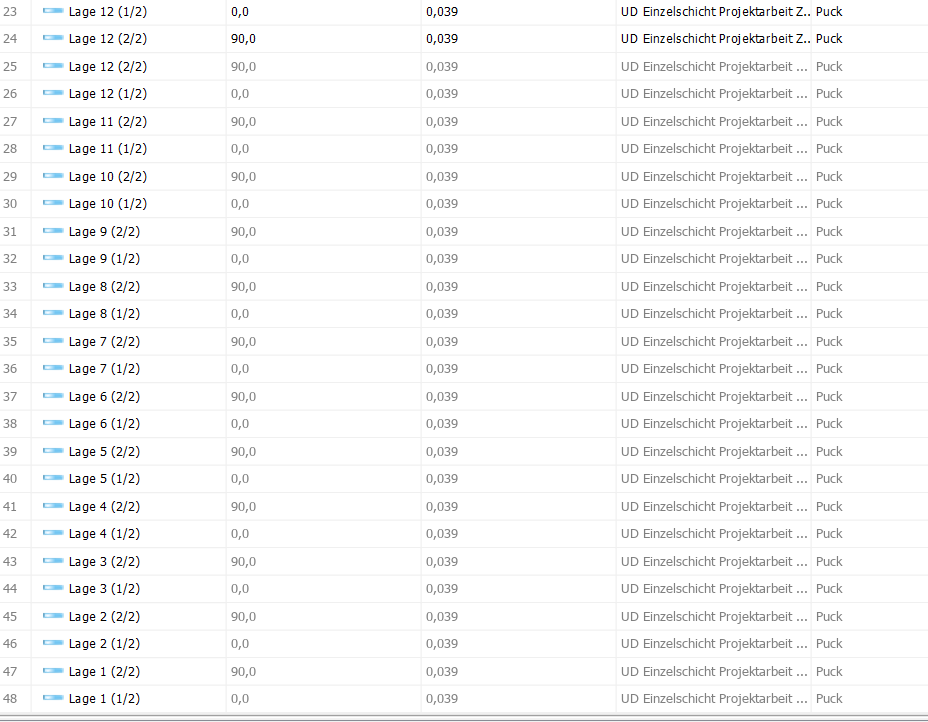 23 Lage 12 (1/2) 0,0 0,039 UD Einzelschicht Projektarbeit Z... Puck
24 Lage 12 (2/2) 90,0 0,039 UD Einzelschicht Projektarbeit Z... Puck
25 Lage 12 (2/2) 90,0 0,039 UD Einzelschicht Projektarbeit ... Puck
26 Lage 12 (1/2) 0,0 0,039 UD Einzelschicht Projektarbeit ... Puck
27 Lage 11 (2/2) 90,0 0,039 UD Einzelschicht Projektarbeit ... Puck
28 Lage 11 (1/2) 0,0 0,039 UD Einzelschicht Projektarbeit ... Puck
29 Lage 10 (2/2) 90,0 0,039 UD Einzelschicht Projektarbeit ... Puck
30 Lage 10 (1/2) 0,0 0,039 UD Einzelschicht Projektarbeit ... Puck
31 Lage 9 (2/2) 90,0 0,039 UD Einzelschicht Projektarbeit ... Puck
32 Lage 9 (1/2) 0,0 0,039 UD Einzelschicht Projektarbeit ... Puck
33 Lage 8 (2/2) 90,0 0,039 UD Einzelschicht Projektarbeit ... Puck
34 Lage 8 (1/2) 0,0 0,039 UD Einzelschicht Projektarbeit ... Puck
35 Lage 7 (2/2) 90,0 0,039 UD Einzelschicht Projektarbeit ... Puck
36 Lage 7 (1/2) 0,0 0,039 UD Einzelschicht Projektarbeit ... Puck
37 Lage 6 (2/2) 90,0 0,039 UD Einzelschicht Projektarbeit ... Puck
38 Lage 6 (1/2) 0,0 0,039 UD Einzelschicht Projektarbeit ... Puck
39 Lage 5 (2/2) 90,0 0,039 UD Einzelschicht Projektarbeit ... Puck
40 Lage 5 (1/2) 0,0 0,039 UD Einzelschicht Projektarbeit ... Puck
41 Lage 4 (2/2) 90,0 0,039 UD Einzelschicht Projektarbeit ... Puck
42 Lage 4 (1/2) 0,0 0,039 UD Einzelschicht Projektarbeit ... Puck
43 Lage 3 (2/2) 90,0 0,039 UD Einzelschicht Projektarbeit ... Puck
44 Lage 3 (1/2) 0,0 0,039 UD Einzelschicht Projektarbeit ... Puck
45 Lage 2 (2/2) 90,0 0,039 UD Einzelschicht Projektarbeit ... Puck
46 Lage 2 (1/2) 0,0 0,039 UD Einzelschicht Projektarbeit ... Puck
47 Lage 1 (2/2) 90,0 0,039 UD Einzelschicht Projektarbeit ... Puck
48 Lage 1 (1/2) 0,0 0,039 UD Einzelschicht Projektarbeit ... Puck